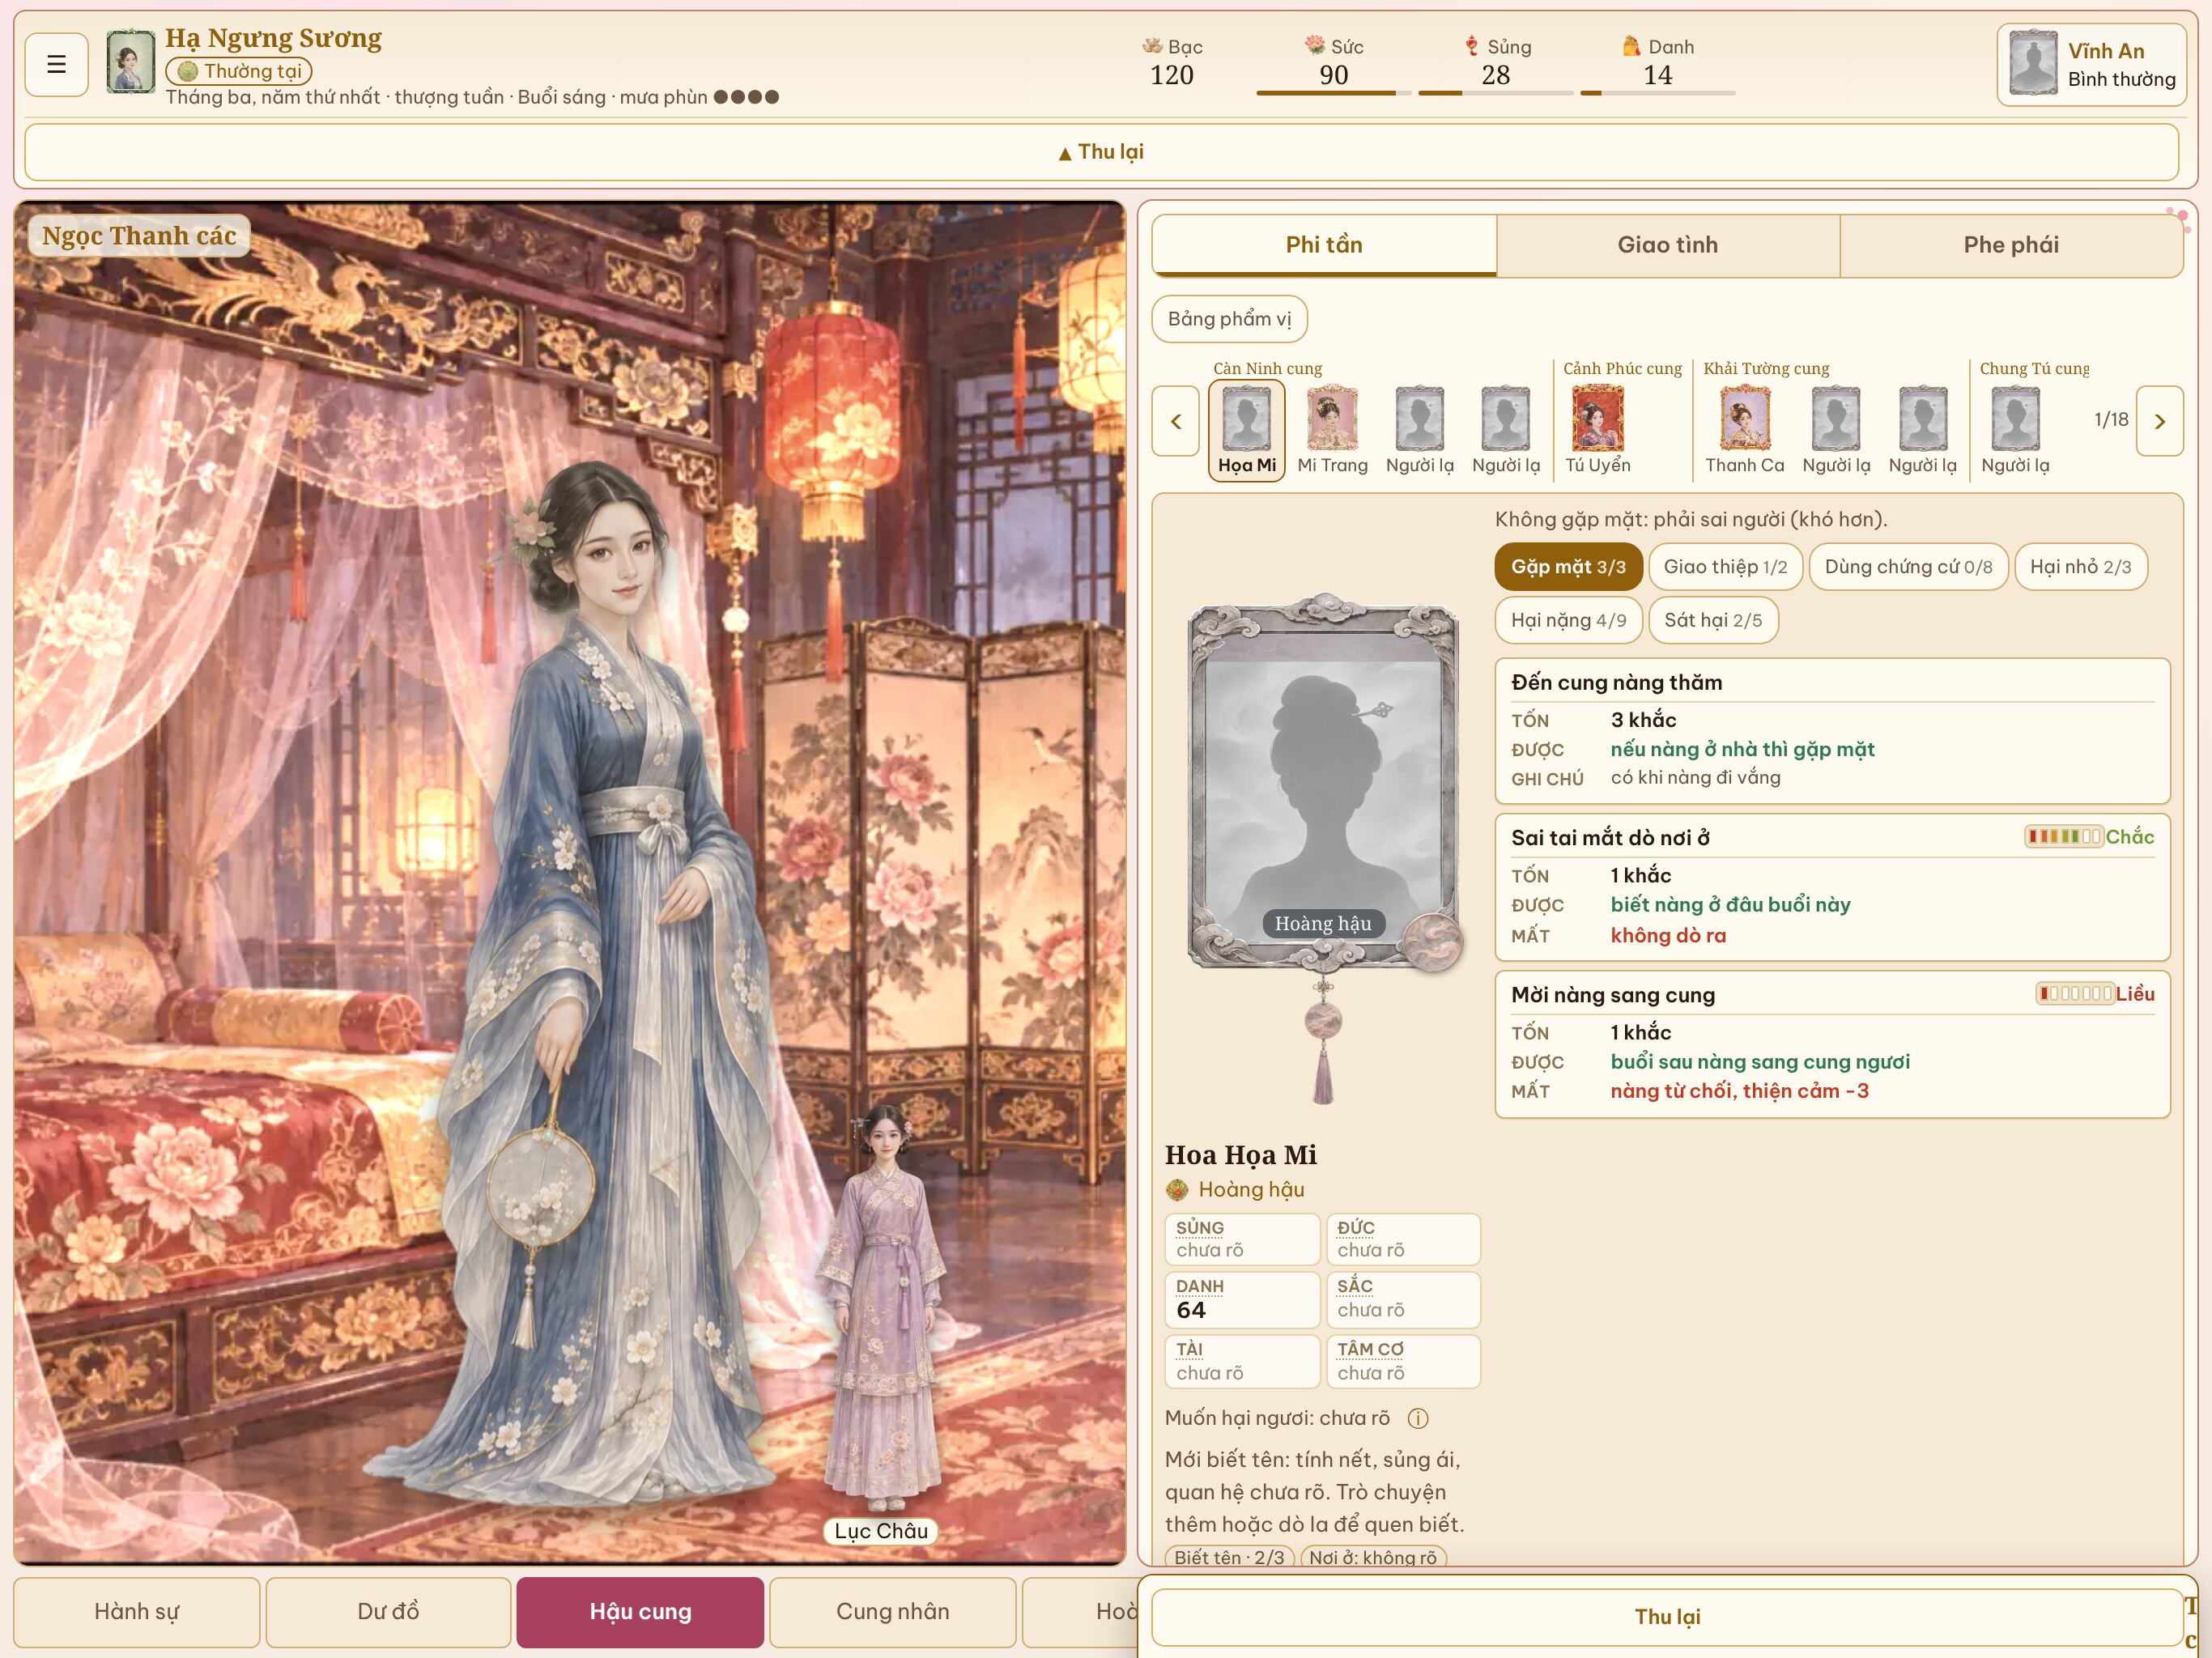 Hạ Ngưng Sương
Thường tại
Tháng ba, năm thứ nhất · thượng tuần · Buổi sáng · mưa phùn
Bạc
120
Sức
90
Sủng
28
Danh
14
Vĩnh An
Bình thường
▲ Thu lại
Ngọc Thanh các
Lục Châu
Phi tần
Giao tình
Phe phái
Bảng phẩm vị
Càn Ninh cung
Cảnh Phúc cung
Khải Tường cung
Chung Tú cung
Họa Mi
Mi Trang
Người lạ
Người lạ
Tú Uyển
Thanh Ca
Người lạ
Người lạ
Người lạ
1/18
Hoàng hậu
Hoa Họa Mi
Hoàng hậu
SỦNG
chưa rõ
ĐỨC
chưa rõ
DANH
64
SẮC
chưa rõ
TÀI
chưa rõ
TÂM CƠ
chưa rõ
Muốn hại ngươi: chưa rõ
Mới biết tên: tính nết, sủng ái,
quan hệ chưa rõ. Trò chuyện
thêm hoặc dò la để quen biết.
Biết tên · 2/3
Nơi ở: không rõ
Không gặp mặt: phải sai người (khó hơn).
Gặp mặt 3/3
Giao thiệp 1/2
Dùng chứng cứ 0/8
Hại nhỏ 2/3
Hại nặng 4/9
Sát hại 2/5
Đến cung nàng thăm
TỐN 3 khắc
ĐƯỢC nếu nàng ở nhà thì gặp mặt
GHI CHÚ có khi nàng đi vắng
Sai tai mắt dò nơi ở
Chắc
TỐN 1 khắc
ĐƯỢC biết nàng ở đâu buổi này
MẤT không dò ra
Mời nàng sang cung
Liều
TỐN 1 khắc
ĐƯỢC buổi sau nàng sang cung ngươi
MẤT nàng từ chối, thiện cảm -3
Hành sự
Dư đồ
Hậu cung
Cung nhân
Thu lại